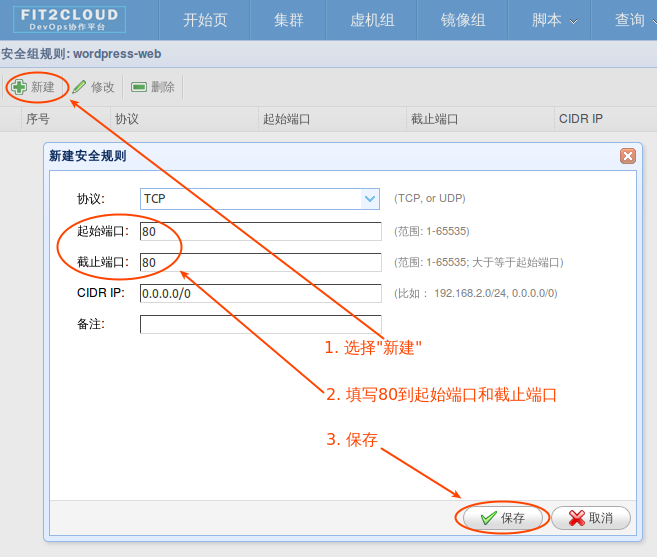 FIT2CLOUD
DevOps协作平台
开始页 集群 虚机组 镜像组 脚本 查询
安全组规则: wordpress-web
新建 修改 删除
序号 协议 起始端口 截止端口 CIDR IP
新建安全规则
协议: TCP (TCP, or UDP)
起始端口: 80 (范围: 1-65535)
截止端口: 80 (范围: 1-65535; 大于等于起始端口)
CIDR IP: 0.0.0.0/0 (比如： 192.168.2.0/24, 0.0.0.0/0)
备注:
1. 选择"新建"
2. 填写80到起始端口和截止端口
3. 保存
保存 取消